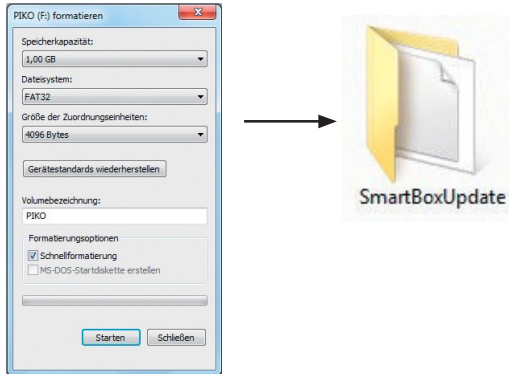 PIKO (F:) formatieren
Speicherkapazität:
1,00 GB
Dateisystem:
FAT32
Größe der Zuordnungseinheiten:
4096 Bytes
Gerätestandards wiederherstellen
Volumebezeichnung:
PIKO
Formatierungsoptionen
Schnellformatierung
MS-DOS-Startdiskette erstellen
Starten Schließen
SmartBoxUpdate